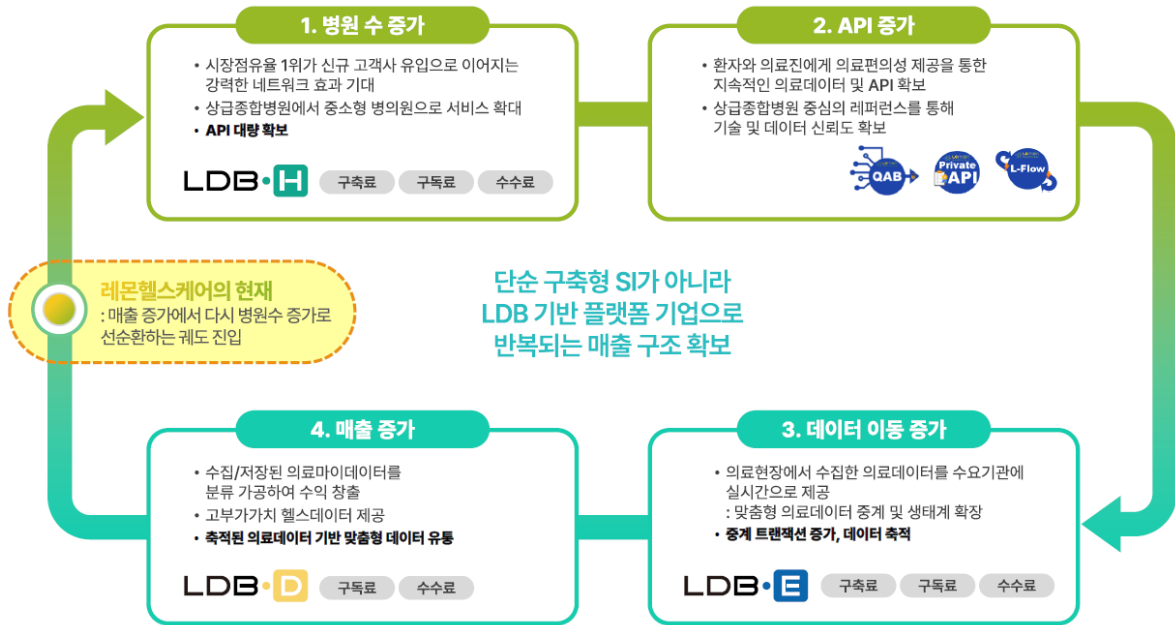 1. 병원 수 증가
• 시장점유율 1위가 신규 고객사 유입으로 이어지는
강력한 네트워크 효과 기대
• 상급종합병원에서 중소형 병의원으로 서비스 확대
• API 대량 확보
LDB•H 구축료 구독료 수수료
2. API 증가
• 환자와 의료진에게 의료편의성 제공을 통한
지속적인 의료데이터 및 API 확보
• 상급종합병원 중심의 레퍼런스를 통해
기술 및 데이터 신뢰도 확보
QAB
Private
API
L-Flow
레몬헬스케어의 현재
: 매출 증가에서 다시 병원수 증가로
선순환하는 궤도 진입
단순 구축형 SI가 아니라
LDB 기반 플랫폼 기업으로
반복되는 매출 구조 확보
4. 매출 증가
• 수집/저장된 의료마이데이터를
분류 가공하여 수익 창출
• 고부가가치 헬스데이터 제공
• 축적된 의료데이터 기반 맞춤형 데이터 유통
LDB•D 구독료 수수료
3. 데이터 이동 증가
• 의료현장에서 수집한 의료데이터를 수요기관에
실시간으로 제공
: 맞춤형 의료데이터 중계 및 생태계 확장
• 중계 트랜잭션 증가, 데이터 축적
LDB•E 구축료 구독료 수수료